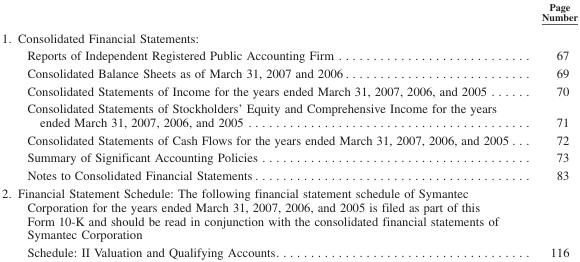 Page
Number
1. Consolidated Financial Statements:
Reports of Independent Registered Public Accounting Firm . . . . . . . . . . . . . . . . . . . . . . . . . . . . 67
Consolidated Balance Sheets as of March 31, 2007 and 2006 . . . . . . . . . . . . . . . . . . . . . . . . . . . 69
Consolidated Statements of Income for the years ended March 31, 2007, 2006, and 2005 . . . . . . 70
Consolidated Statements of Stockholders' Equity and Comprehensive Income for the years
ended March 31, 2007, 2006, and 2005 . . . . . . . . . . . . . . . . . . . . . . . . . . . . . . . . . . . . . . . . . 71
Consolidated Statements of Cash Flows for the years ended March 31, 2007, 2006, and 2005 . . . 72
Summary of Significant Accounting Policies . . . . . . . . . . . . . . . . . . . . . . . . . . . . . . . . . . . . . . . 73
Notes to Consolidated Financial Statements . . . . . . . . . . . . . . . . . . . . . . . . . . . . . . . . . . . . . . . . 83
2. Financial Statement Schedule: The following financial statement schedule of Symantec
Corporation for the years ended March 31, 2007, 2006, and 2005 is filed as part of this
Form 10-K and should be read in conjunction with the consolidated financial statements of
Symantec Corporation
Schedule: II Valuation and Qualifying Accounts . . . . . . . . . . . . . . . . . . . . . . . . . . . . . . . . . . . . . 116